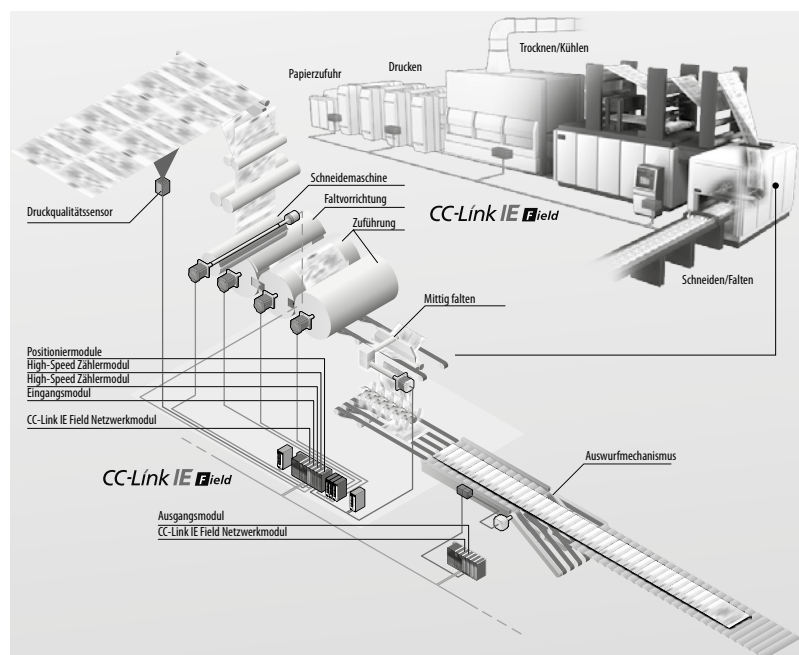 Trocknen/Kühlen
Drucken
Papierzufuhr
Schneidemaschine
Faltvorrichtung
Druckqualitätssensor
Zuführung
CC-Línk IE Field
Schneiden/Falten
Mittig falten
Positioniermodule
High-Speed Zählermodul
High-Speed Zählermodul
Eingangsmodul
CC-Link IE Field Netzwerkmodul
Auswurfmechanismus
CC-Línk IE Field
Ausgangsmodul
CC-Link IE Field Netzwerkmodul